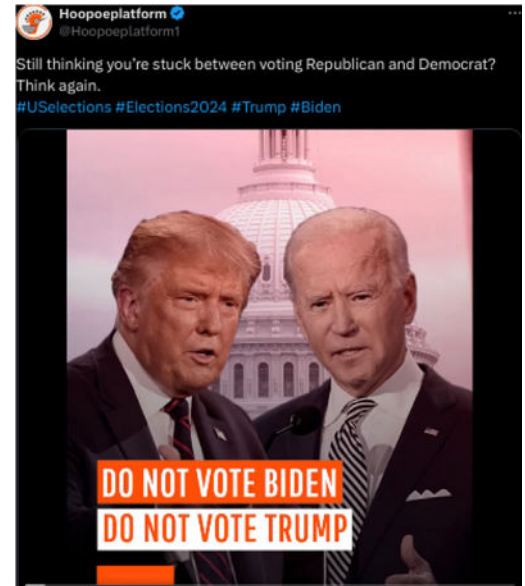 Hoopoeplatform
@Hoopoeplatform1
Still thinking you're stuck between voting Republican and Democrat?
Think again.
#USelections #Elections2024 #Trump #Biden
DO NOT VOTE BIDEN
DO NOT VOTE TRUMP